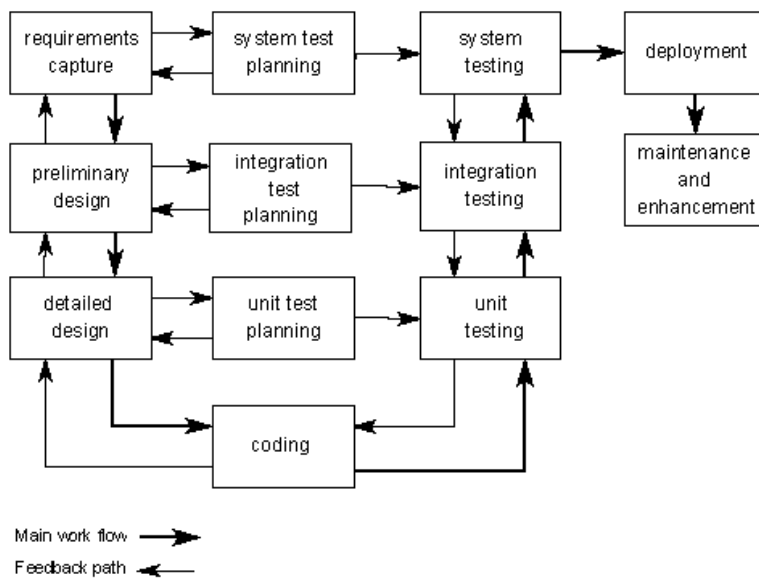 requirements
capture
system test
planning
system
testing
deployment
preliminary
design
integration
test
planning
integration
testing
maintenance
and
enhancement
detailed
design
unit test
planning
unit
testing
coding
Main work flow
Feedback path